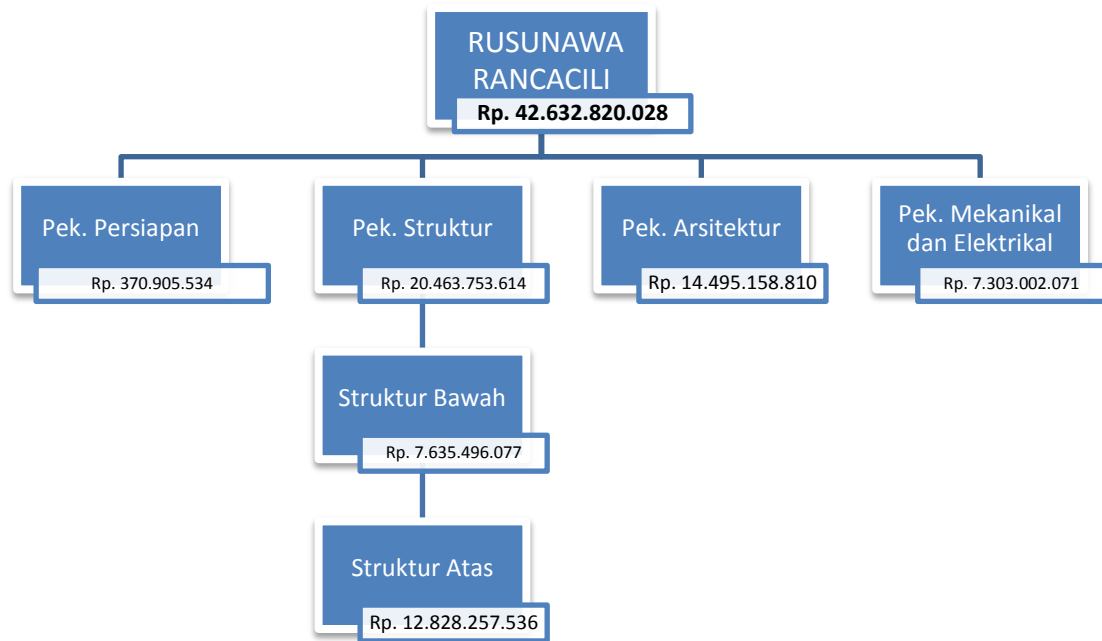 RUSUNAWA
RANCACILI
Rp. 42.632.820.028
Pek. Persiapan
Rp. 370.905.534
Pek. Struktur
Rp. 20.463.753.614
Pek. Arsitektur
Rp. 14.495.158.810
Pek. Mekanikal
dan Elektrikal
Rp. 7.303.002.071
Struktur Bawah
Rp. 7.635.496.077
Struktur Atas
Rp. 12.828.257.536